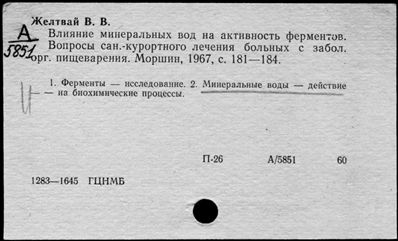 Желтвай В. В.
А
5851
Влияние минеральных вод на активность ферментов.
Вопросы сан.-курортного лечения больных с забол.
орг. пищеварения. Моршин, 1967, с. 181—184.
1. Ферменты — исследование. 2. Минеральные воды — действие
— на биохимические процессы.
П-26 А/5851 60
1283—1645 ГЦНМБ